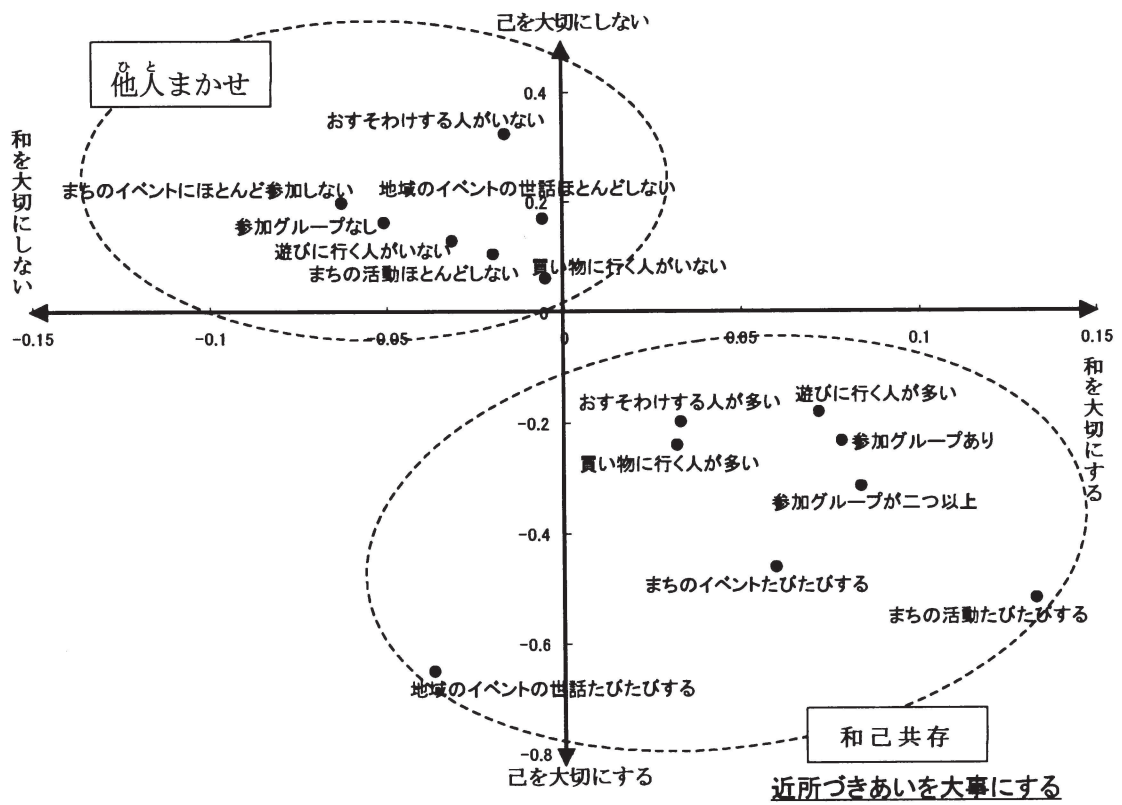 己を大切にしない
他人まかせ
ひと
0.4
おすそわけする人がいない
和を大切にしない
まちのイベントにほとんど参加しない
地域のイベントの世話ほとんどしない
0.2
参加グループなし
遊びに行く人がいない
まちの活動ほとんどしない
買い物に行く人がいない
0
-0.15
-0.1
-0.05
0
0.05
0.1
0.15
和を大切にする
おすそわけする人が多い
遊びに行く人が多い
-0.2
参加グループあり
買い物に行く人が多い
参加グループが二つ以上
-0.4
まちのイベントたびたびする
まちの活動たびたびする
-0.6
地域のイベントの世話たびたびする
-0.8
和己共存
己を大切にする
近所づきあいを大事にする